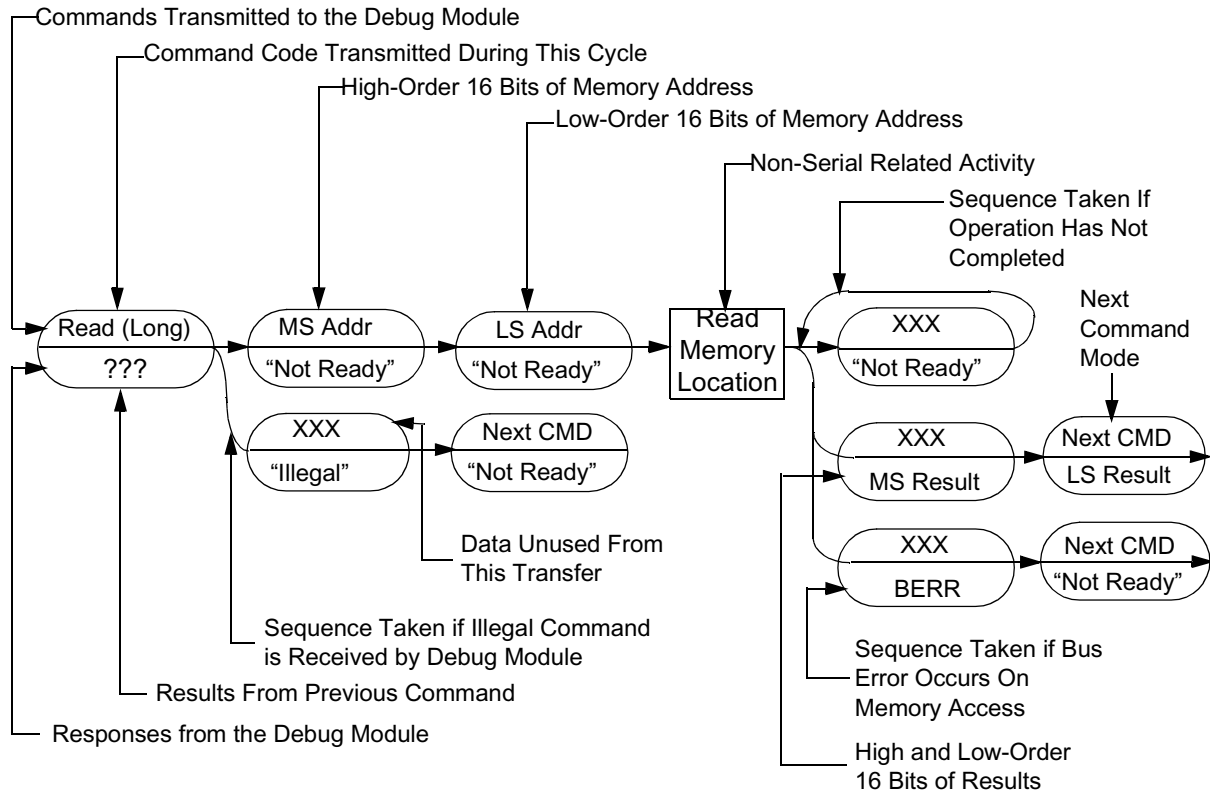 Commands Transmitted to the Debug Module
Command Code Transmitted During This Cycle
High-Order 16 Bits of Memory Address
Low-Order 16 Bits of Memory Address
Non-Serial Related Activity
Sequence Taken If
Operation Has Not
Completed
Next
Command
Mode
Read (Long)
???
MS Addr
“Not Ready”
LS Addr
“Not Ready”
Read
Memory
Location
XXX
“Not Ready”
XXX
“Illegal”
Next CMD
“Not Ready”
XXX
MS Result
Next CMD
LS Result
XXX
BERR
Next CMD
“Not Ready”
Data Unused From
This Transfer
Sequence Taken if Illegal Command
is Received by Debug Module
Results From Previous Command
Responses from the Debug Module
Sequence Taken if Bus
Error Occurs On
Memory Access
High and Low-Order
16 Bits of Results